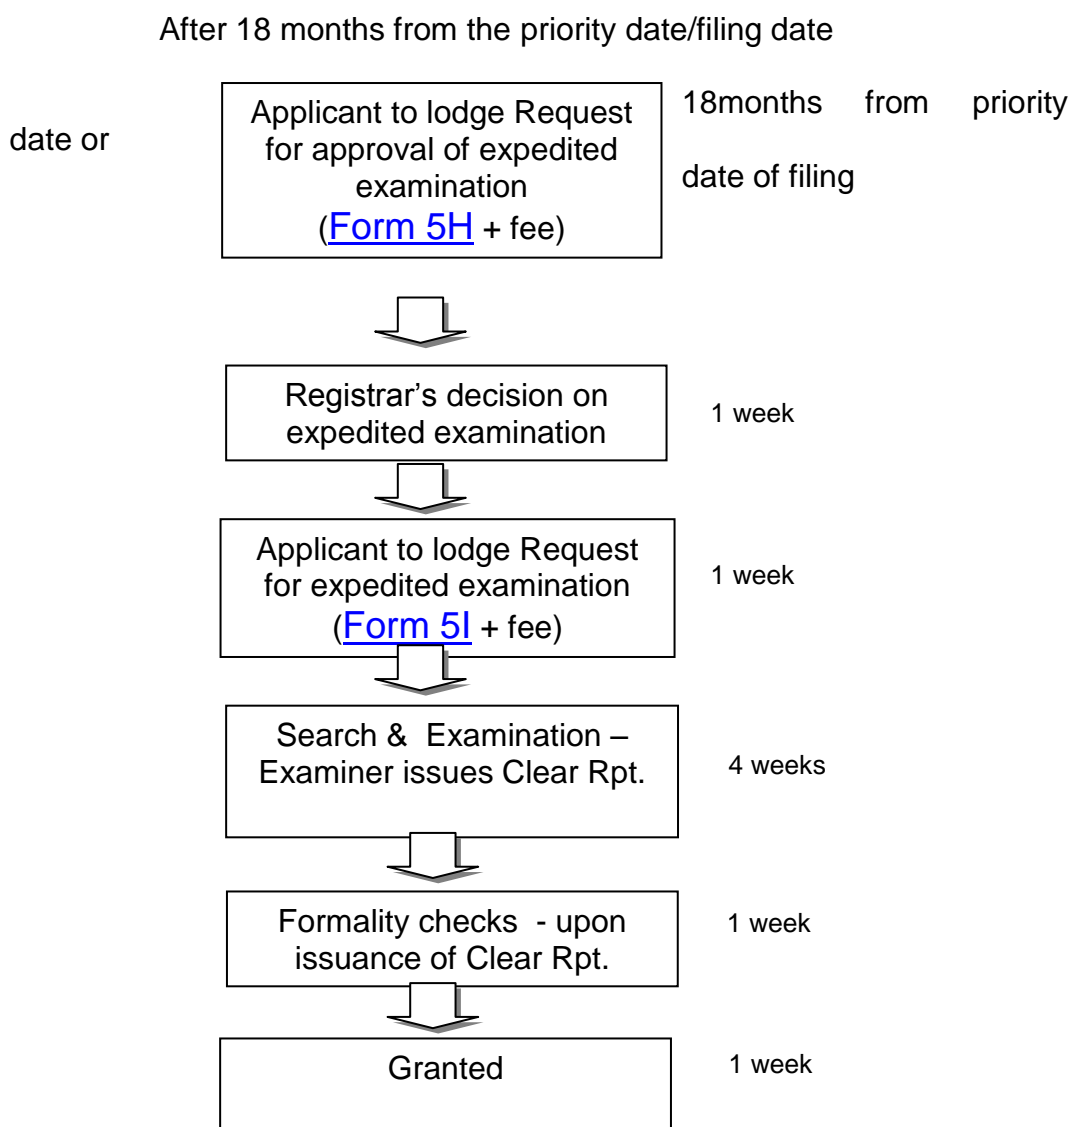 After 18 months from the priority date/filing date
Applicant to lodge Request
for approval of expedited
examination
(Form 5H + fee)
18months from priority
date or
date of filing
Registrar’s decision on
expedited examination
1 week
Applicant to lodge Request
for expedited examination
(Form 5I + fee)
1 week
Search & Examination –
Examiner issues Clear Rpt.
4 weeks
Formality checks - upon
issuance of Clear Rpt.
1 week
Granted
1 week